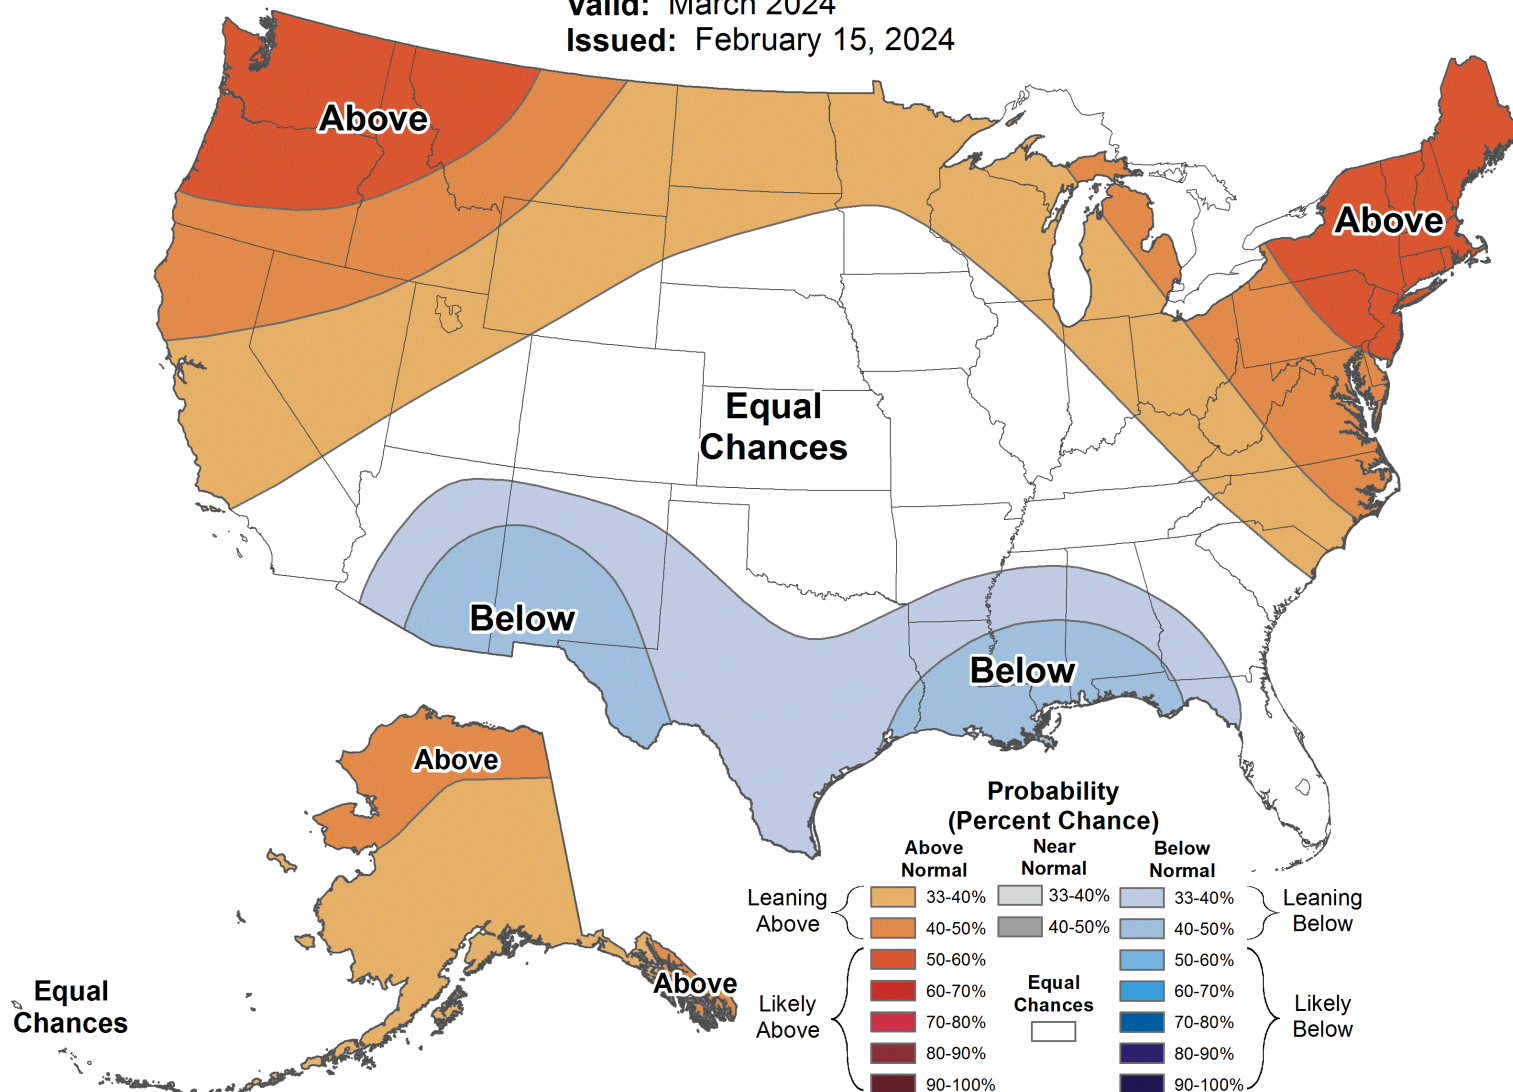 Valid: March 2024
Issued: February 15, 2024
Above
Above
Equal
Chances
Below
Below
Above
Above
Equal
Chances
Probability
(Percent Chance)
Above
Normal
Near
Normal
Below
Normal
Leaning
Above
33-40%
33-40%
33-40%
Leaning
Below
40-50%
40-50%
40-50%
Likely
Above
50-60%
50-60%
Likely
Below
60-70%
Equal
Chances
60-70%
70-80%
70-80%
80-90%
80-90%
90-100%
90-100%